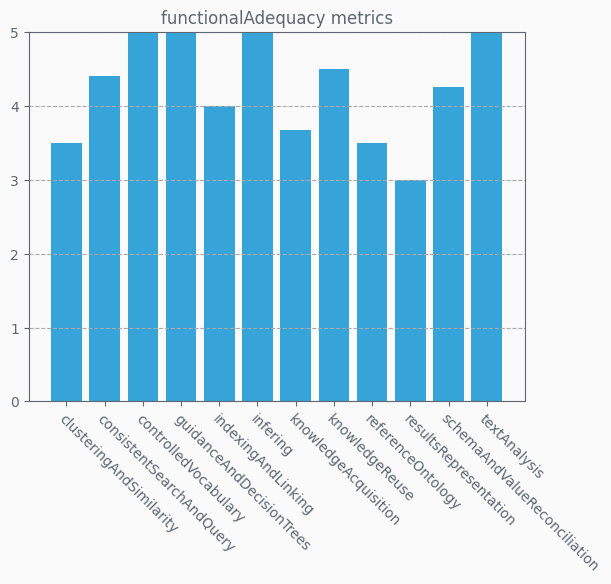 functionalAdequacy metrics
5
4
3
2
1
0
clusteringAndSimilarity
consistentSearchAndQuery
controlledVocabulary
guidanceAndDecisionTrees
indexingAndLinking
infering
knowledgeAcquisition
knowledgeReuse
referenceOntology
resultsRepresentation
schemaAndValueReconciliation
textAnalysis